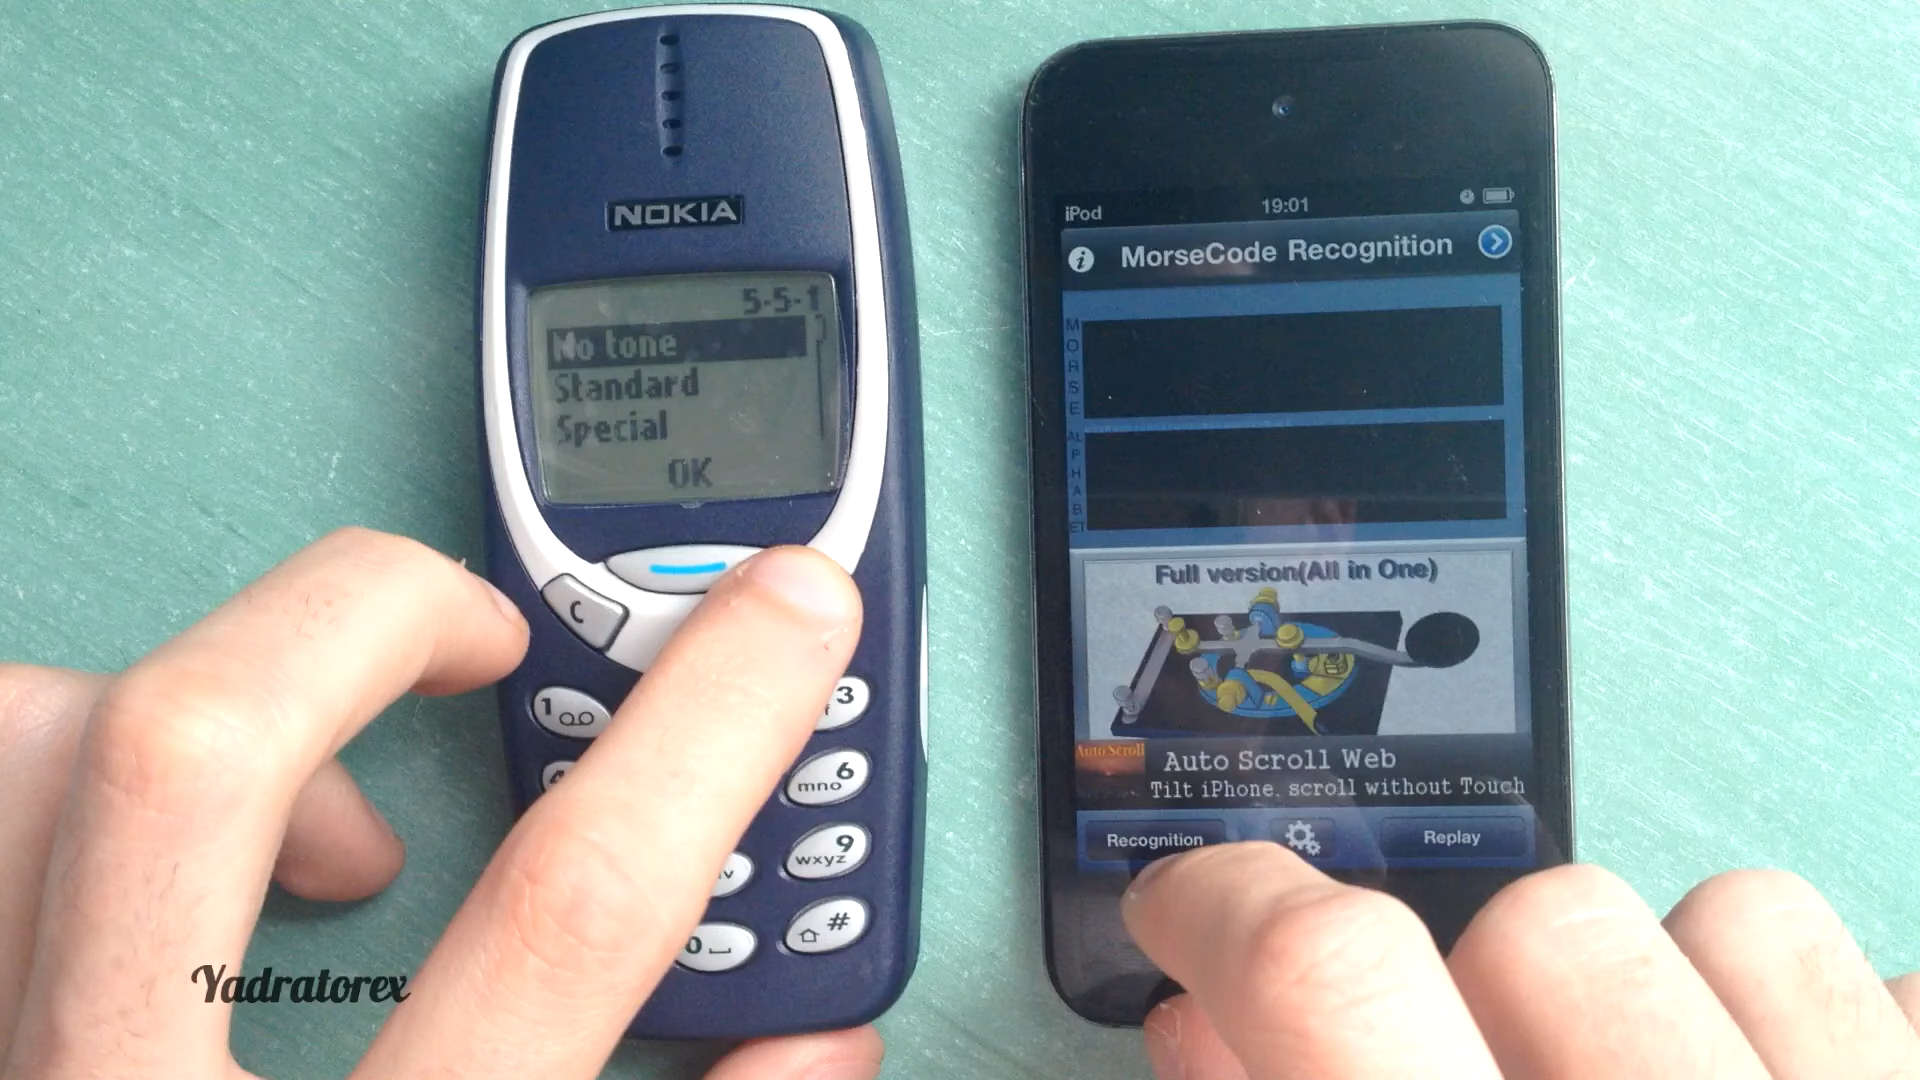 NOKIA
5-5-1
No tone
Standard
Special
OK
1
3
6
mno
9
wxyz
0
#
iPod
19:01
MorseCode Recognition
MORSE
ALPHABET
Full version(All in One)
Auto Scroll
Auto Scroll Web
Tilt iPhone. scroll without Touch
Recognition
Replay
Yadratorex